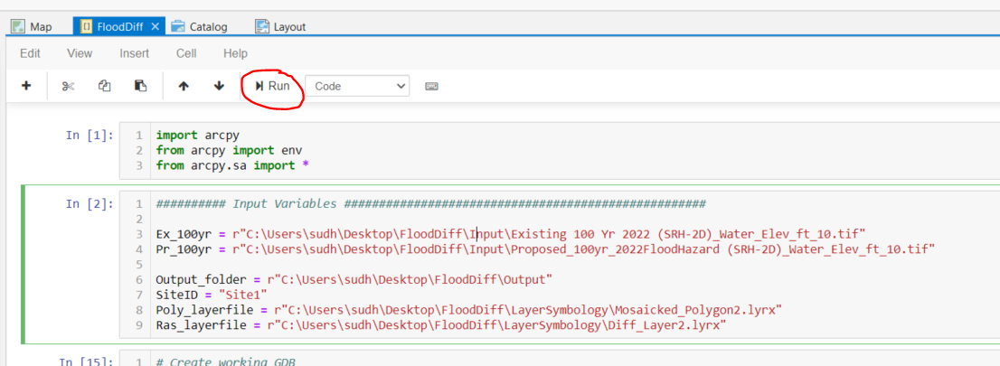 Map FloodDiff Catalog Layout
Edit View Insert Cell Help
Run Code
In [1]:
1 import arcpy
2 from arcpy import env
3 from arcpy.sa import *
In [2]:
1 ########## Input Variables ####################################################
2
3 Ex_100yr = r"C:\Users\sudh\Desktop\FloodDiff\Input\Existing 100 Yr 2022 (SRH-2D)_Water_Elev_ft_10.tif"
4 Pr_100yr = r"C:\Users\sudh\Desktop\FloodDiff\Input\Proposed_100yr_2022FloodHazard (SRH-2D)_Water_Elev_ft_10.tif"
5
6 Output_folder = r"C:\Users\sudh\Desktop\FloodDiff\Output"
7 SiteID = "Site1"
8 Poly_layerfile = r"C:\Users\sudh\Desktop\FloodDiff\LayerSymbology\Mosaicked_Polygon2.lyrx"
9 Ras_layerfile = r"C:\Users\sudh\Desktop\FloodDiff\LayerSymbology\Diff_Layer2.lyrx"
In [15]:
1 # Create working GDB